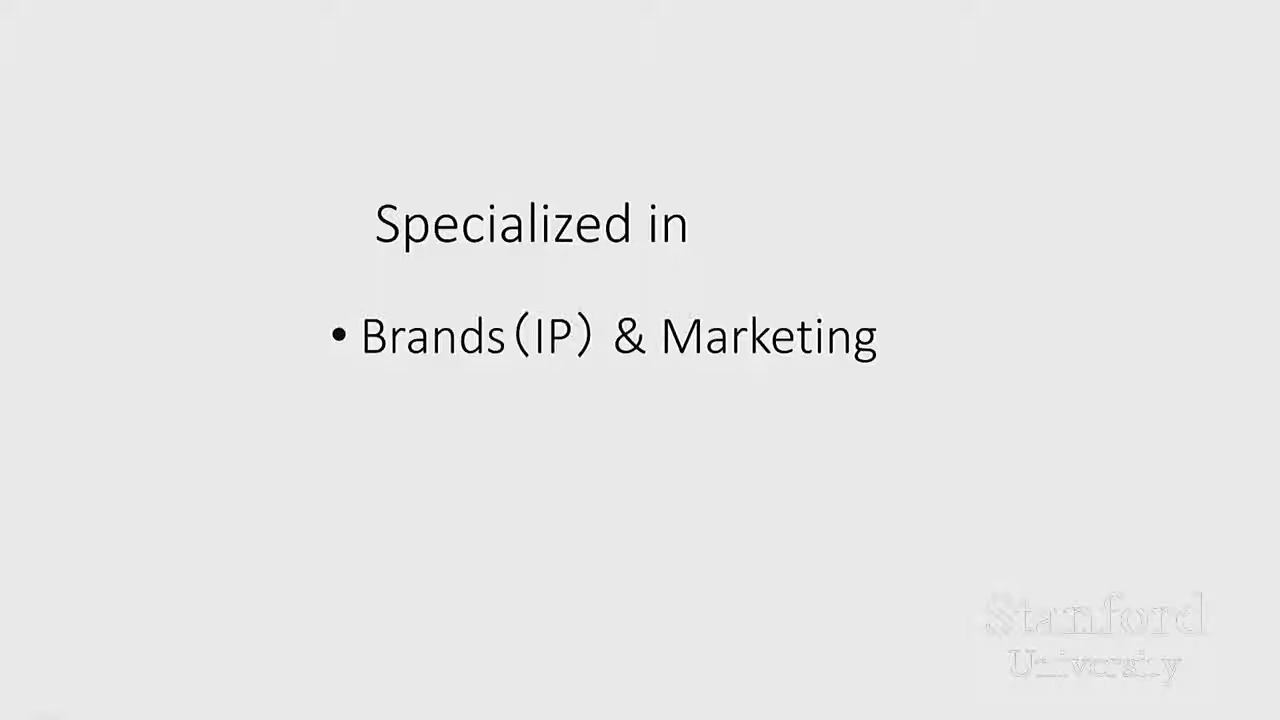 Specialized in
• Brands（IP） & Marketing
Stanford
University